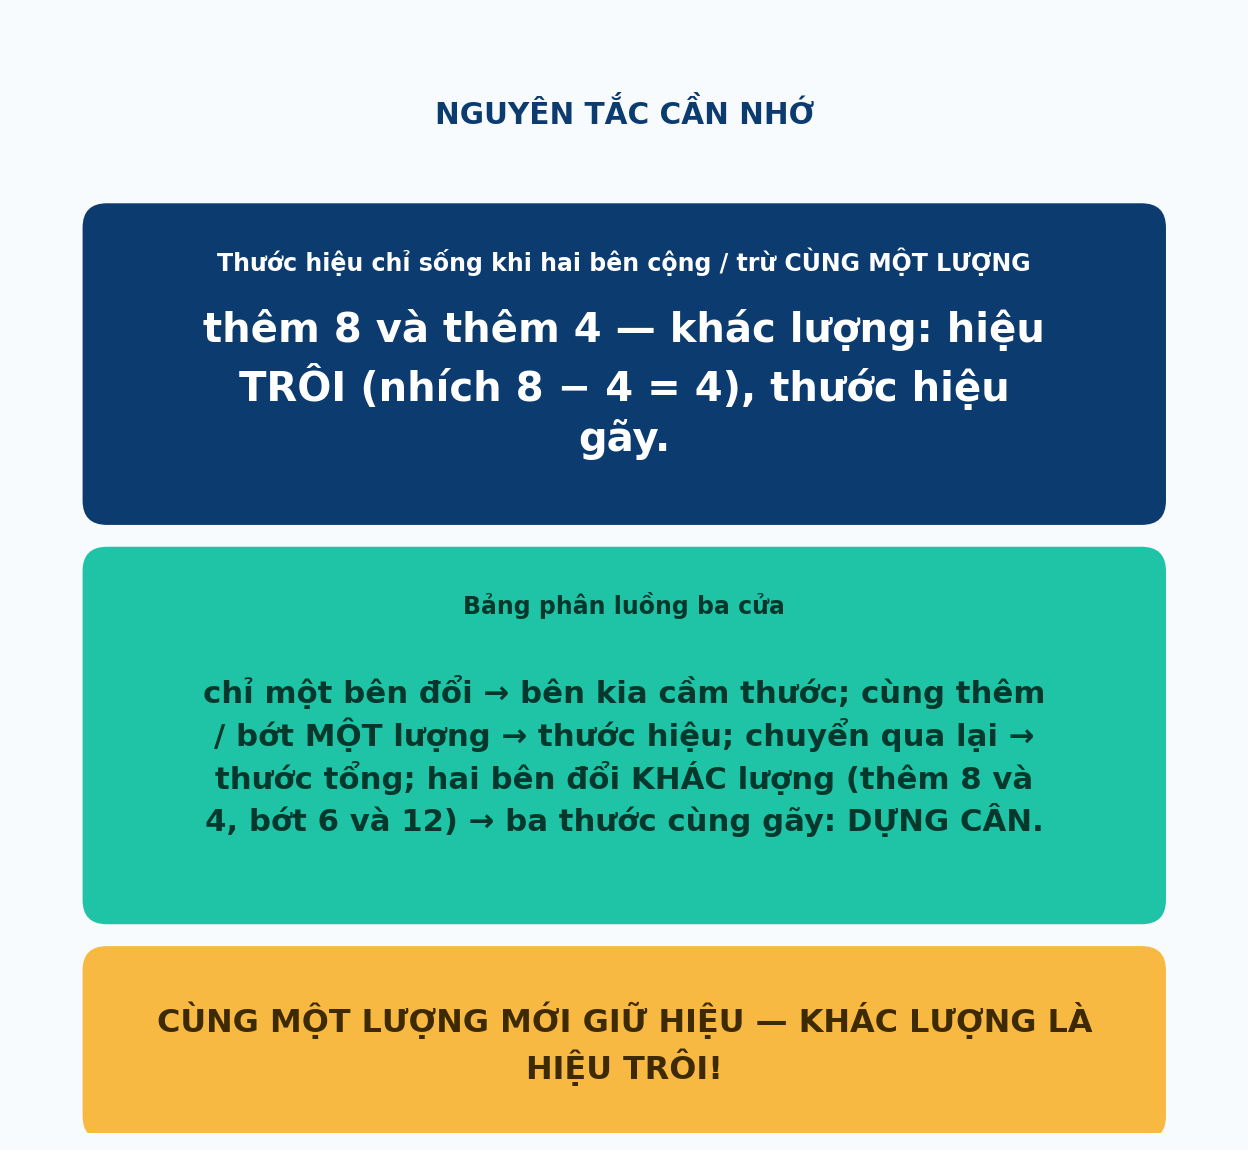 NGUYÊN TẮC CẦN NHỚ
Thước hiệu chỉ sống khi hai bên cộng / trừ CÙNG MỘT LƯỢNG
thêm 8 và thêm 4 — khác lượng: hiệu
TRÔI (nhích 8 − 4 = 4), thước hiệu
gãy.
Bảng phân luồng ba cửa
chỉ một bên đổi → bên kia cầm thước; cùng thêm
/ bớt MỘT lượng → thước hiệu; chuyển qua lại →
thước tổng; hai bên đổi KHÁC lượng (thêm 8 và
4, bớt 6 và 12) → ba thước cùng gãy: DỰNG CÂN.
CÙNG MỘT LƯỢNG MỚI GIỮ HIỆU — KHÁC LƯỢNG LÀ
HIỆU TRÔI!